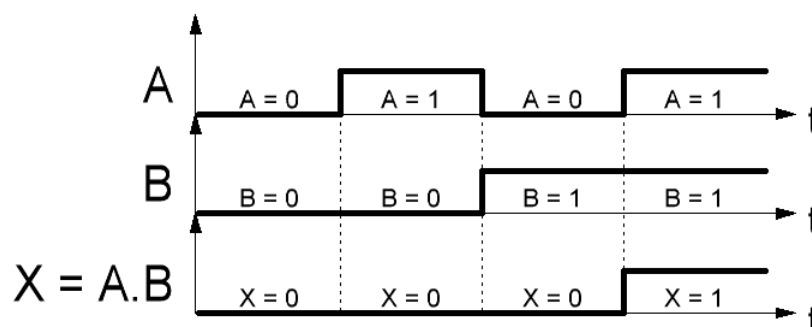 A
A = 0 A = 1 A = 0 A = 1
t
B
B = 0 B = 0 B = 1 B = 1
t
X = A.B
X = 0 X = 0 X = 0 X = 1
t